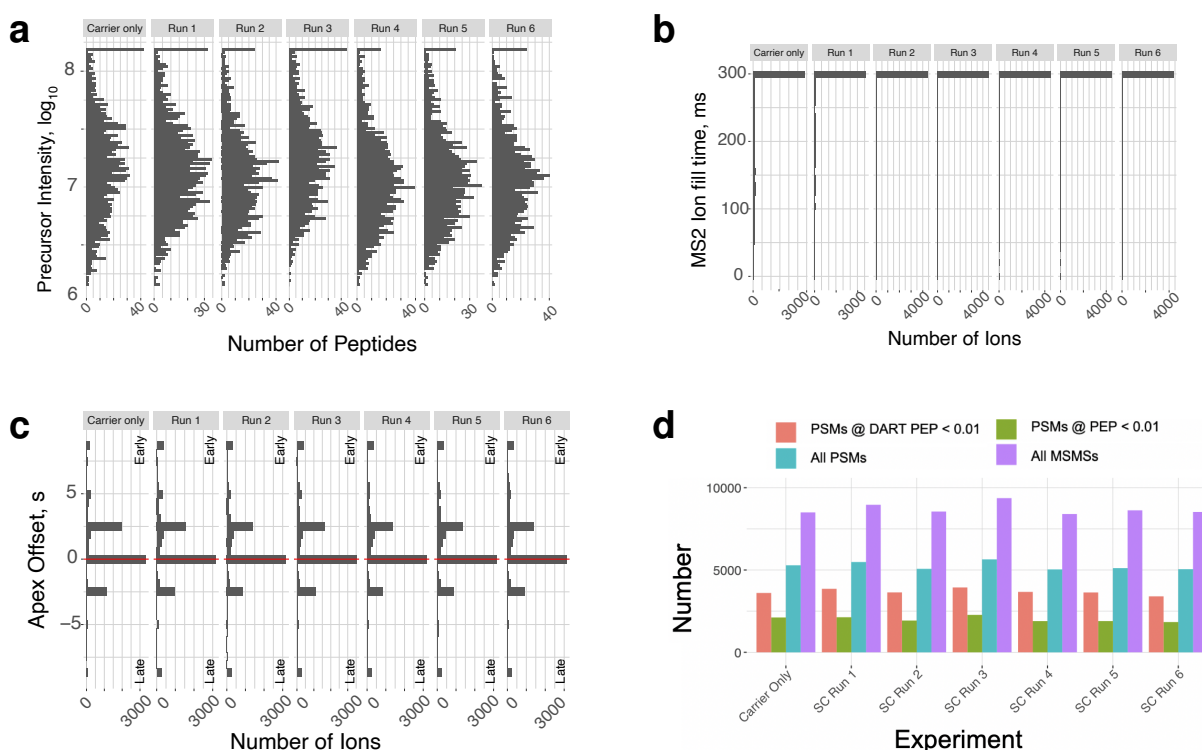 a
Carrier only Run 1 Run 2 Run 3 Run 4 Run 5 Run 6
Precursor Intensity, log10
8
7
6
0 40 0 30 0 40 0 30 0 40 0 30 0 40
Number of Peptides
b
Carrier only Run 1 Run 2 Run 3 Run 4 Run 5 Run 6
MS2 Ion fill time, ms
300
200
100
0
0 3000 0 3000 0 4000 0 4000 0 4000 0 4000 0 4000
Number of Ions
c
Carrier only Run 1 Run 2 Run 3 Run 4 Run 5 Run 6
Early Early Early Early Early Early Early
Apex Offset, s
5
0
−5
Late Late Late Late Late Late Late
0 3000 0 3000 0 3000 0 3000 0 3000 0 3000 0 3000
Number of Ions
d
PSMs @ DART PEP < 0.01 PSMs @ PEP < 0.01
All PSMs All MSMSs
Number
10000
5000
0
Carrier Only SC Run 1 SC Run 2 SC Run 3 SC Run 4 SC Run 5 SC Run 6
Experiment